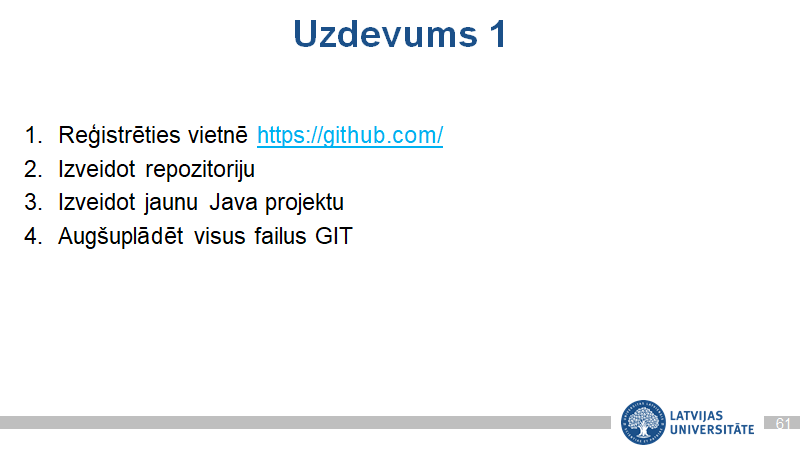 Uzdevums 1
1. Reģistrēties vietnē https://github.com/
2. Izveidot repozitoriju
3. Izveidot jaunu Java projektu
4. Augšuplādēt visus failus GIT
LATVIJAS
UNIVERSITĀTE
61